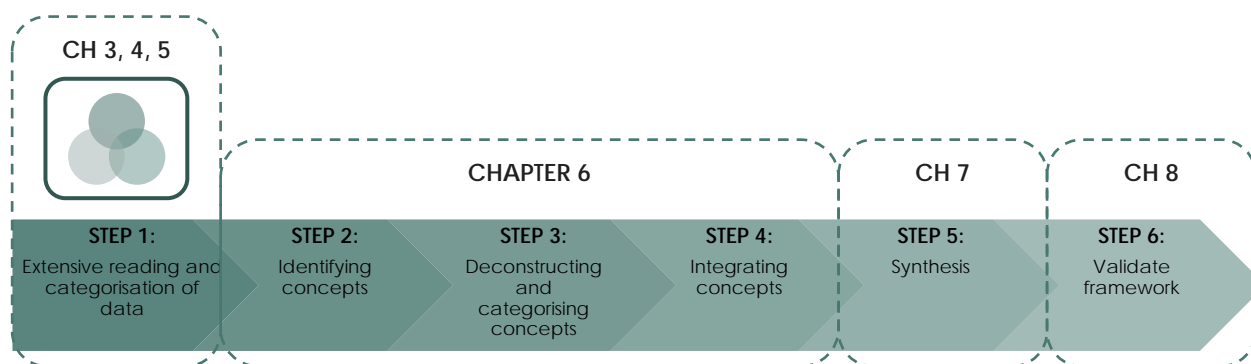 CH 3, 4, 5
CHAPTER 6
CH 7
CH 8
STEP 1:
Extensive reading and
categorisation of
data
STEP 2:
Identifying
concepts
STEP 3:
Deconstructing
and
categorising
concepts
STEP 4:
Integrating
concepts
STEP 5:
Synthesis
STEP 6:
Validate
framework